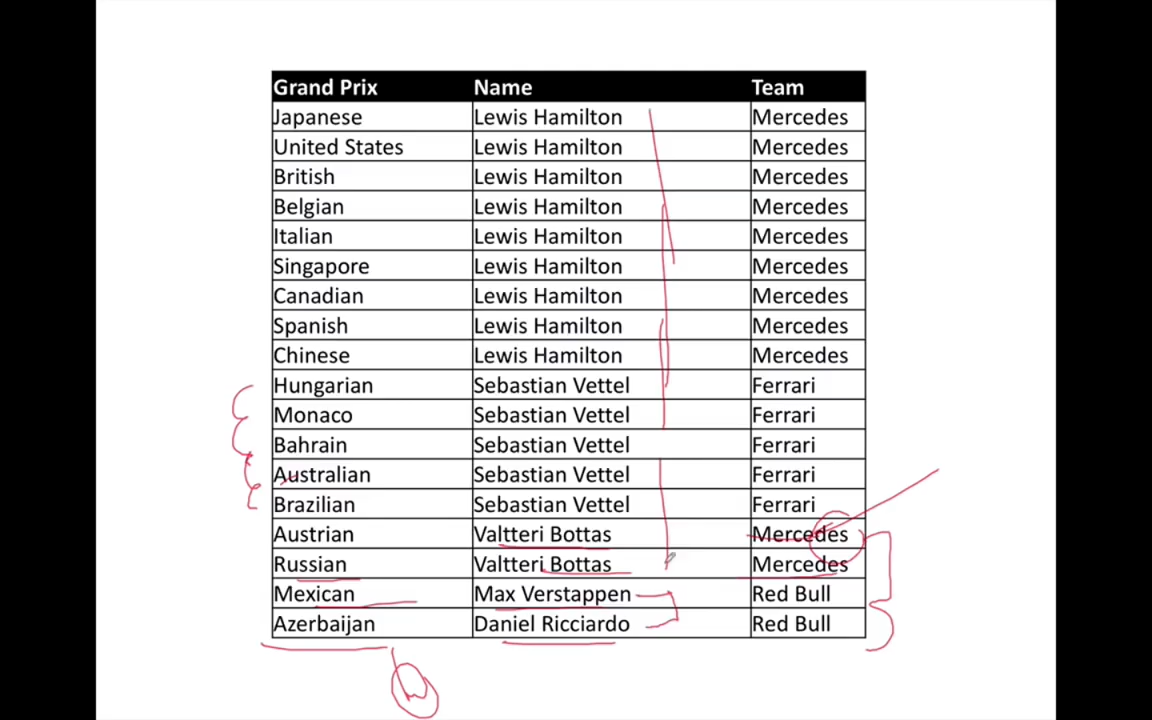 Grand Prix Name Team
Japanese Lewis Hamilton Mercedes
United States Lewis Hamilton Mercedes
British Lewis Hamilton Mercedes
Belgian Lewis Hamilton Mercedes
Italian Lewis Hamilton Mercedes
Singapore Lewis Hamilton Mercedes
Canadian Lewis Hamilton Mercedes
Spanish Lewis Hamilton Mercedes
Chinese Lewis Hamilton Mercedes
Hungarian Sebastian Vettel Ferrari
Monaco Sebastian Vettel Ferrari
Bahrain Sebastian Vettel Ferrari
Australian Sebastian Vettel Ferrari
Brazilian Sebastian Vettel Ferrari
Austrian Valtteri Bottas Mercedes
Russian Valtteri Bottas Mercedes
Mexican Max Verstappen Red Bull
Azerbaijan Daniel Ricciardo Red Bull